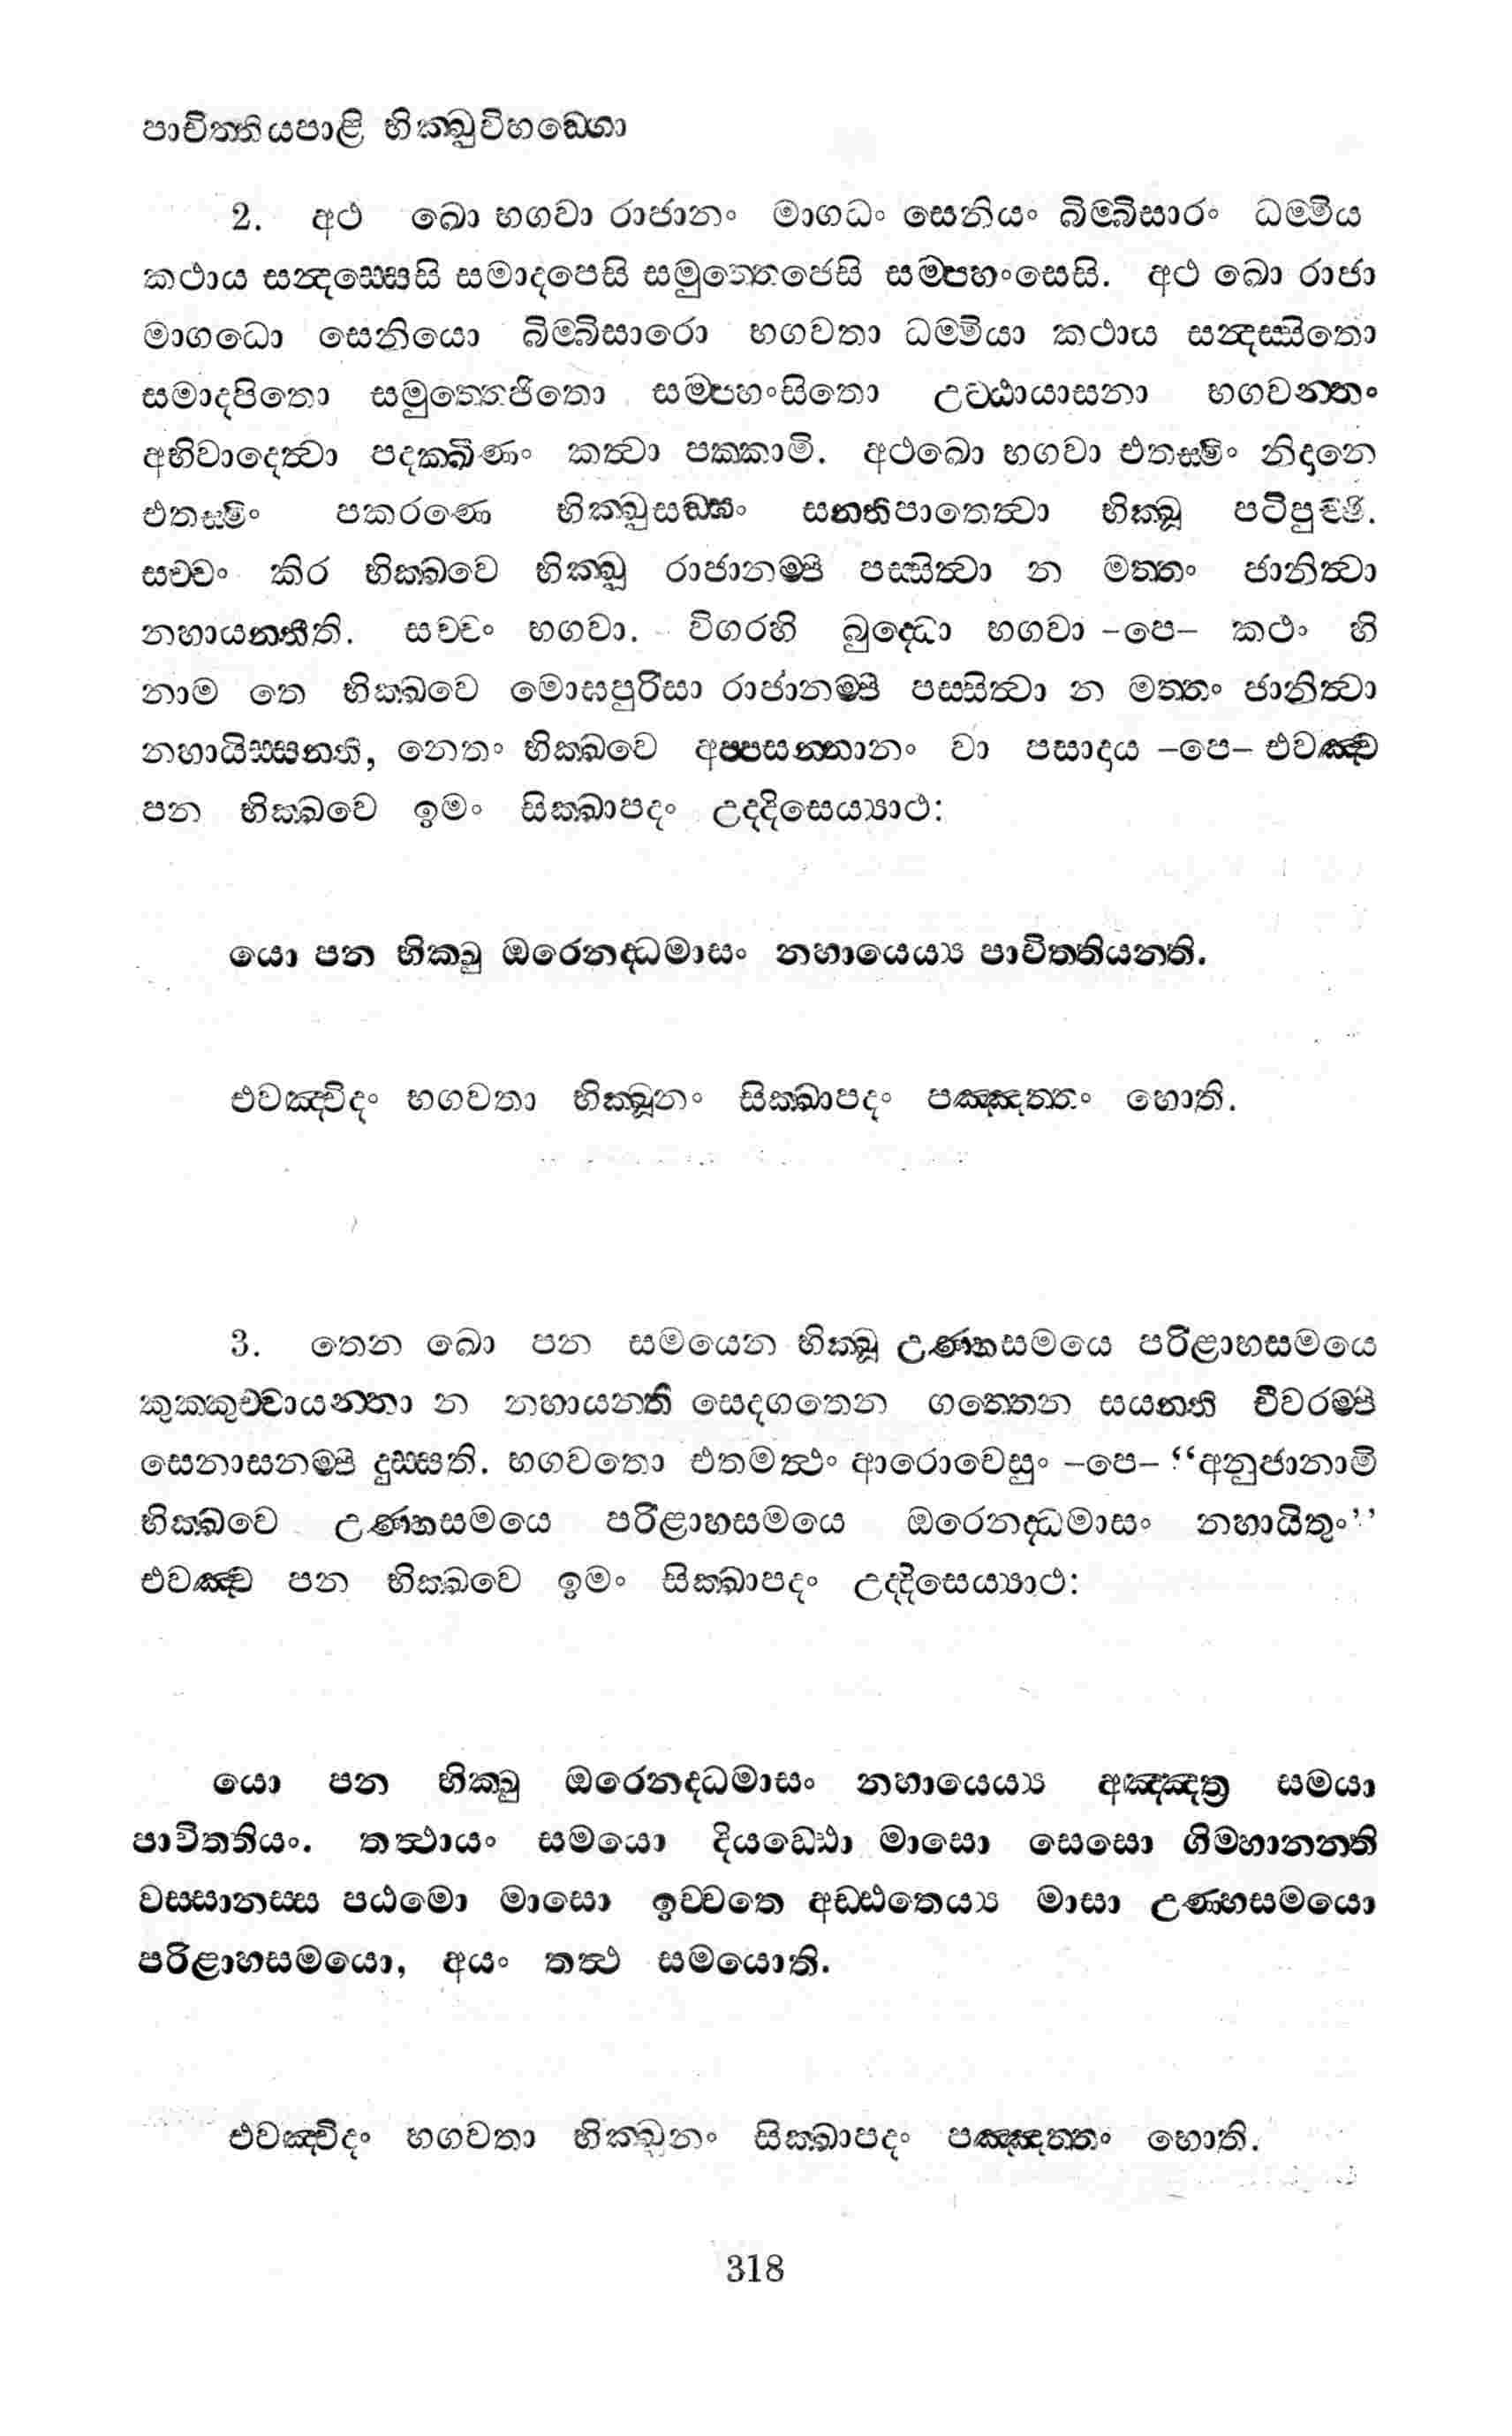 පාචිත්තියපාළි භික්ඛුවිභඞ්ගො
2. අථ ඛො භගවා රාජානං මාගධං සෙනියං බිම්බිසාරං ධම්මිය
කථාය සන්දස්සෙසි සමාදපෙසි සමුත්තෙජෙසි සම්පහංසෙසි. අථ ඛො රාජා
මාගධො සෙනියො බිම්බිසාරො භගවතා ධම්මියා කථාය සන්දස්සිතො
සමාදපිතො සමුත්තෙජිතො සම්පහංසිතො උට්ඨායාසනා භගවන්තං
අභිවාදෙත්වා පදක්ඛිණං කත්වා පක්කාමි. අථඛො භගවා එතස්මිං නිදානෙ
එතස්මිං පකරණෙ භික්ඛුසඞ්ඝං සන්නිපාතෙත්වා භික්ඛූ පටිපුච්ඡි.
සච්චං කිර භික්ඛවෙ භික්ඛූ රාජානම්පි පස්සිත්වා න මත්තං ජානිත්වා
නහායන්තීති. සච්චං භගවා. විගරහි බුද්ධො භගවා –පෙ– කථං හි
නාම තෙ භික්ඛවෙ මොඝපුරිසා රාජානම්පි පස්සිත්වා න මත්තං ජානිත්වා
නහායිස්සන්ති, නෙතං භික්ඛවෙ අප්පසන්නානං වා පසාදාය –පෙ– එවඤ්ච
පන භික්ඛවෙ ඉමං සික්ඛාපදං උද්දිසෙය්‍යාථ:
යො පන භික්ඛු ඔරෙනද්ධමාසං නහායෙය්‍ය පාචිත්තියන්ති.
එවඤ්චිදං භගවතා භික්ඛූනං සික්ඛාපදං පඤ්ඤත්තං හොති.
3. තෙන ඛො පන සමයෙන භික්ඛූ උණ්හසමයෙ පරිළාහසමයෙ
කුක්කුච්චායන්තා න නහායන්ති සෙදගතෙන ගත්තෙන සයන්ති චීවරම්පි
සෙනාසනම්පි දුස්සති. භගවතො එතමත්ථං ආරොචෙසුං –පෙ– “අනුජානාමි
භික්ඛවෙ උණ්හසමයෙ පරිළාහසමයෙ ඔරෙනද්ධමාසං නහායිතුං’’
එවඤ්ච පන භික්ඛවෙ ඉමං සික්ඛාපදං උද්දිසෙය්‍යාථ:
යො පන භික්ඛු ඔරෙනද්ධමාසං නහායෙය්‍ය අඤ්ඤත්‍ර සමයා
පාචිත්තියං. තත්ථායං සමයො දියඩ්ඪො මාසො සෙසො ගිම්හානන්ති
වස්සානස්ස පඨමො මාසො ඉච්චතෙ අඩ්ඪතෙය්‍ය මාසා උණ්හසමයො
පරිළාහසමයො, අයං තත්ථ සමයොති.
එවඤ්චිදං භගවතා භික්ඛුනං සික්ඛාපදං පඤ්ඤත්තං හොති.
318